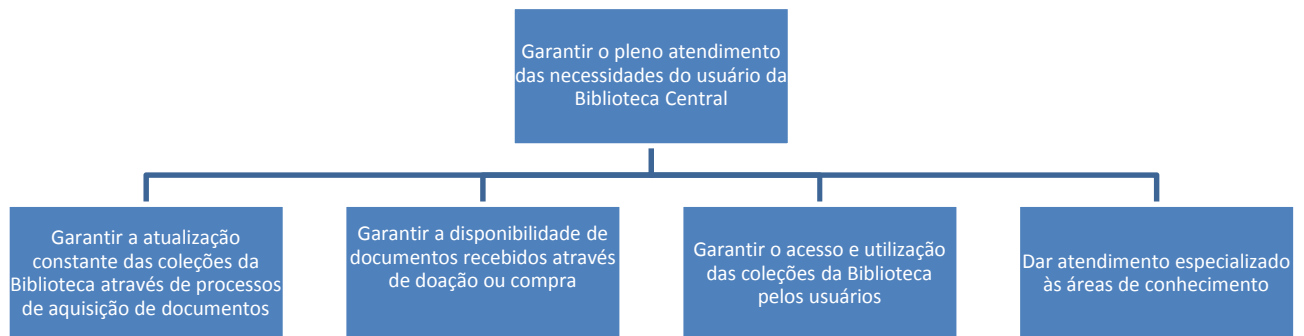 Garantir o pleno atendimento
das necessidades do usuário da
Biblioteca Central
Garantir a atualização
constante das coleções da
Biblioteca através de processos
de aquisição de documentos
Garantir a disponibilidade de
documentos recebidos através
de doação ou compra
Garantir o acesso e utilização
das coleções da Biblioteca
pelos usuários
Dar atendimento especializado
às áreas de conhecimento